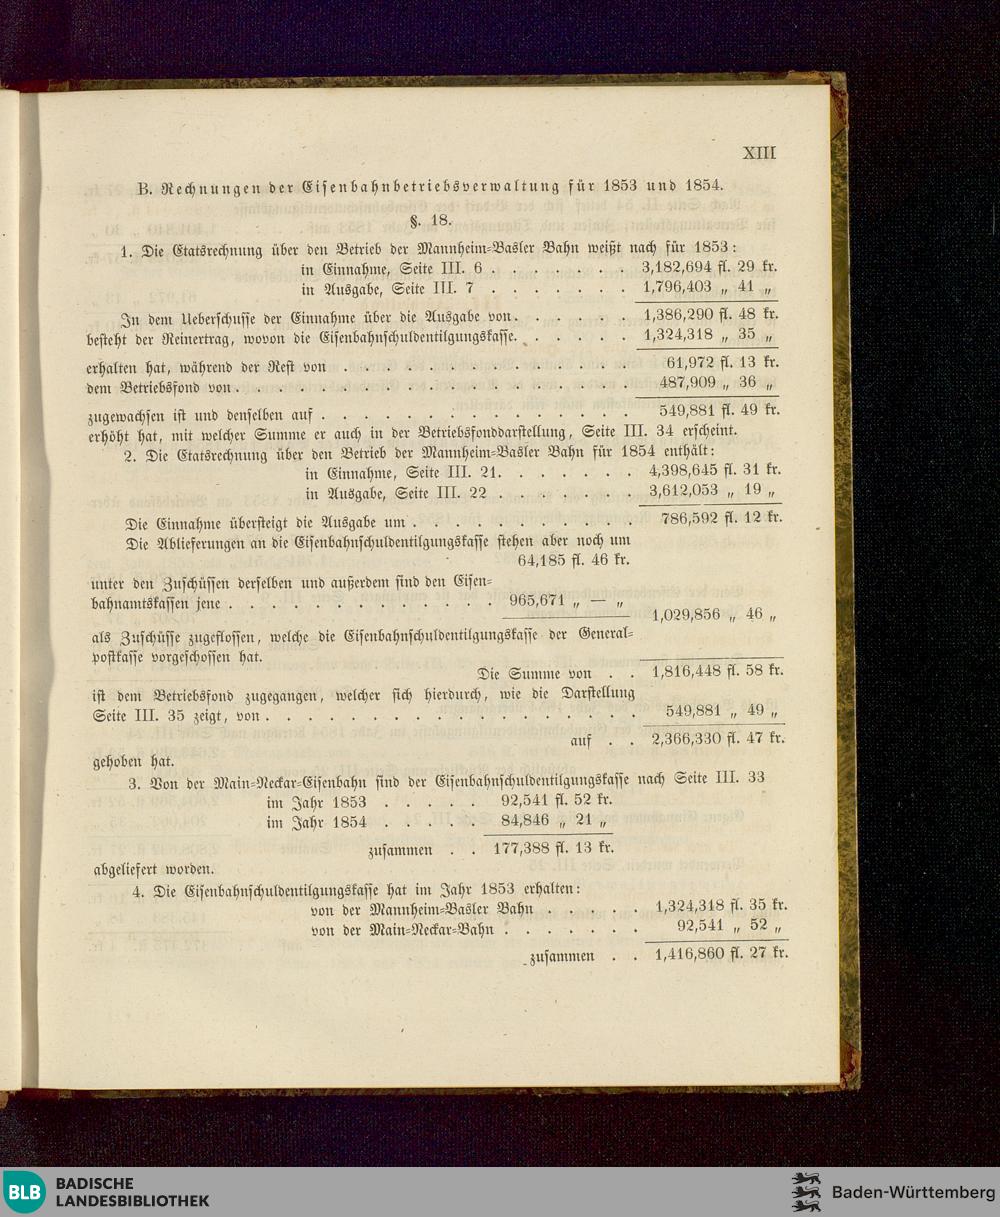 XIII
B. Rechnungen der Eisenbahnbetriebsverwaltung für 1853 und 1854.
§. 18.
1. Die Etatsrechnung über den Betrieb der Mannheim-Basler Bahn weißt nach für 1853:
in Einnahme, Seite III. 6 . . . . . . . 3,182,694 fl. 29 kr.
in Ausgabe, Seite III. 7 . . . . . . . 1,796,403 „ 41 „
In dem Ueberschusse der Einnahme über die Ausgabe von . . . . . . 1,386,290 fl. 48 kr.
besteht der Reinertrag, wovon die Eisenbahnschuldentilgungskasse . . . . . . 1,324,318 „ 35 „
erhalten hat, während der Rest von . . . . . . . . . . . . 61,972 fl. 13 kr.
dem Betriebsfond von . . . . . . . . . . . . . . . . 487,909 „ 36 „
zugewachsen ist und denselben auf . . . . . . . . . . . . . 549,881 fl. 49 kr.
erhöht hat, mit welcher Summe er auch in der Betriebsfonddarstellung, Seite III. 34 erscheint.
2. Die Etatsrechnung über den Betrieb der Mannheim-Basler Bahn für 1854 enthält:
in Einnahme, Seite III. 21 . . . . . . 4,398,645 fl. 31 kr.
in Ausgabe, Seite III. 22 . . . . . . . 3,612,053 „ 19 „
Die Einnahme übersteigt die Ausgabe um . . . . . . . . . . 786,592 fl. 12 kr.
Die Ablieferungen an die Eisenbahnschuldentilgungskasse stehen aber noch um
64,185 fl. 46 kr.
unter den Zuschüssen derselben und außerdem sind den Eisen-
bahnamtskassen jene . . . . . . . . . . . . 965,671 „ — „
1,029,856 „ 46 „
als Zuschüsse zugeflossen, welche die Eisenbahnschuldentilgungskasse der General-
postkasse vorgeschossen hat.
Die Summe von . . 1,816,448 fl. 58 kr.
ist dem Betriebsfond zugegangen, welcher sich hierdurch, wie die Darstellung
Seite III. 35 zeigt, von . . . . . . . . . . . . . . . 549,881 „ 49 „
auf . . 2,366,330 fl. 47 kr.
gehoben hat.
3. Von der Main-Neckar-Eisenbahn sind der Eisenbahnschuldentilgungskasse nach Seite III. 33
im Jahr 1853 . . . . . 92,541 fl. 52 kr.
im Jahr 1854 . . . . . 84,846 „ 21 „
zusammen . . 177,388 fl. 13 kr.
abgeliefert worden.
4. Die Eisenbahnschuldentilgungskasse hat im Jahr 1853 erhalten:
von der Mannheim-Basler Bahn . . . . . 1,324,318 fl. 35 kr.
von der Main-Neckar-Bahn . . . . . . . 92,541 „ 52 „
zusammen . . 1,416,860 fl. 27 kr.
BLB BADISCHE
LANDESBIBLIOTHEK
Baden-Württemberg